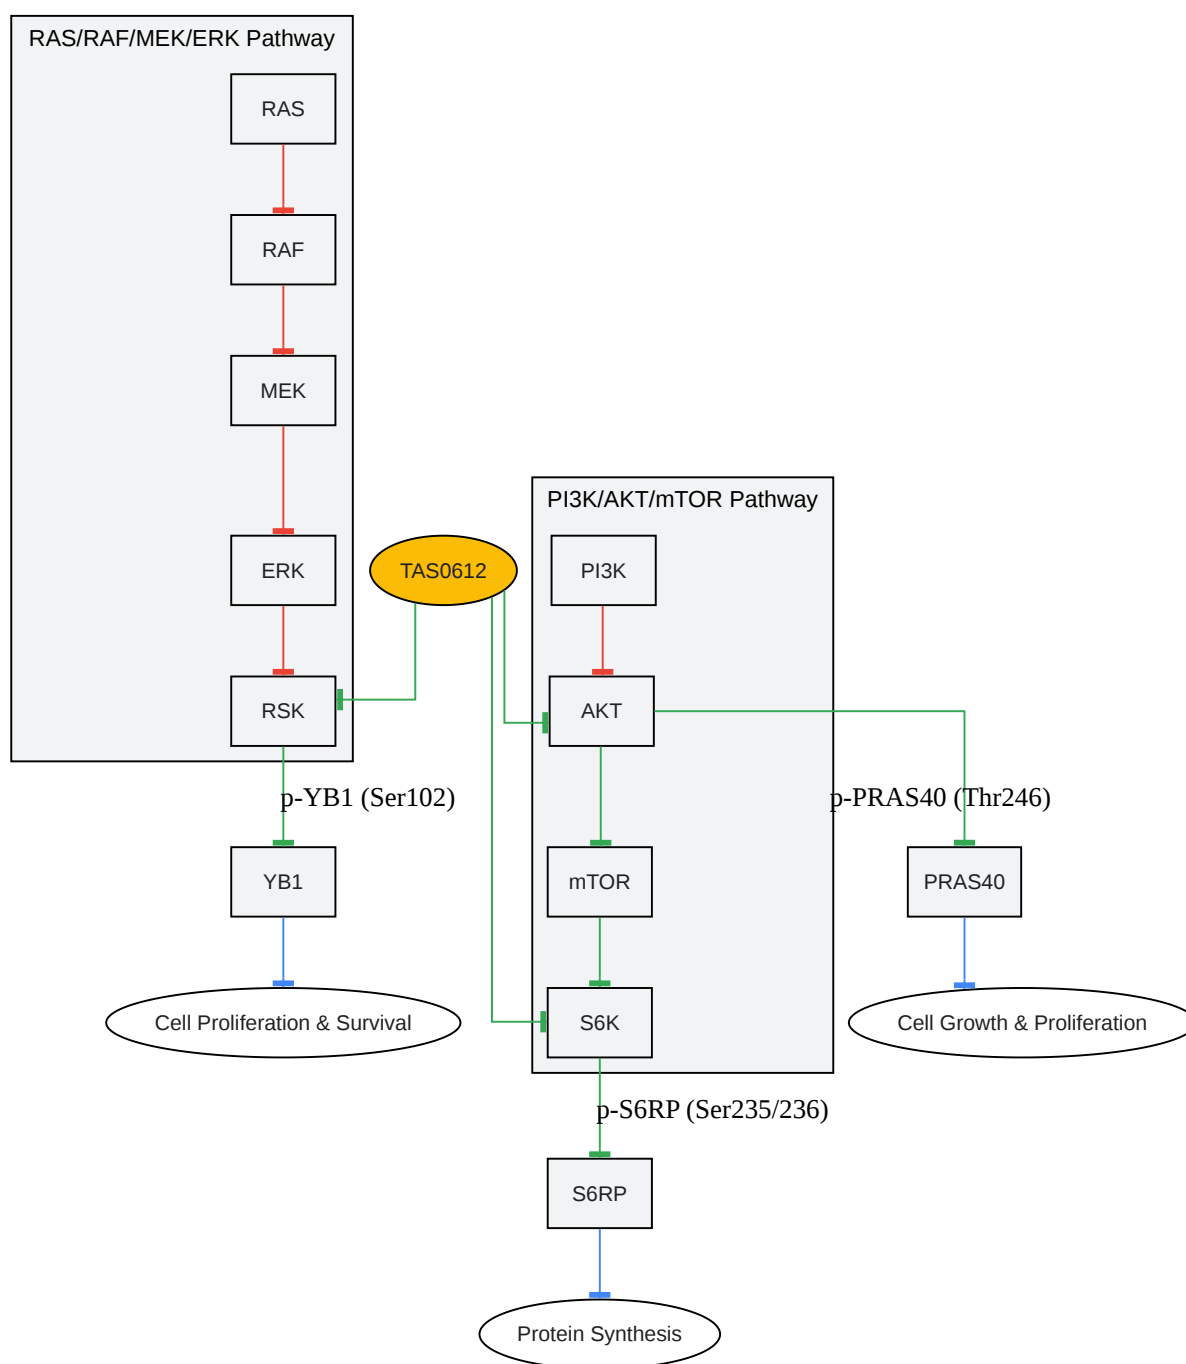 RAS/RAF/MEK/ERK Pathway
RAS
RAF
MEK
PI3K/AKT/mTOR Pathway
ERK
TAS0612
PI3K
RSK
AKT
p-YB1 (Ser102)
p-PRAS40 (Thr246)
YB1
mTOR
PRAS40
Cell Proliferation & Survival
S6K
Cell Growth & Proliferation
p-S6RP (Ser235/236)
S6RP
Protein Synthesis